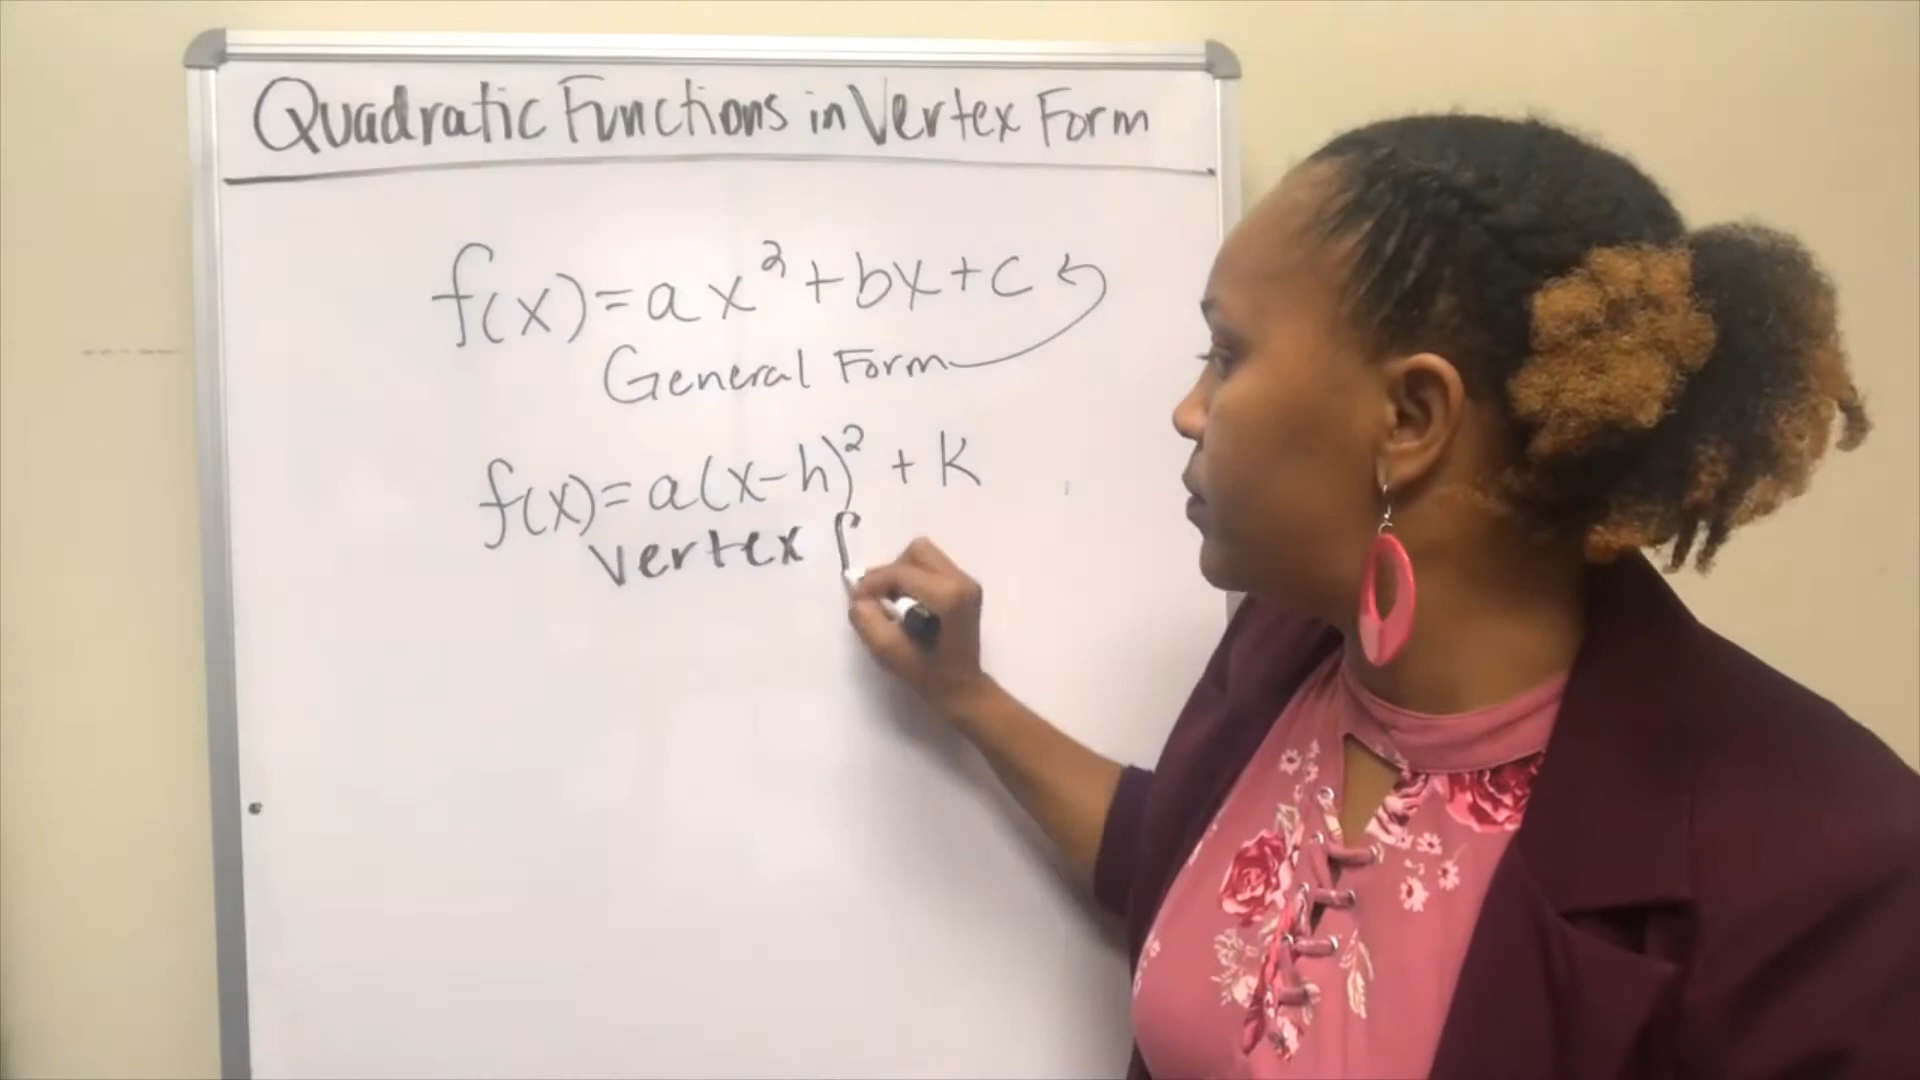 Quadratic Functions in Vertex Form
f(x)=ax²+bx+c
General Form
f(x)=a(x-h)²+k
Vertex f